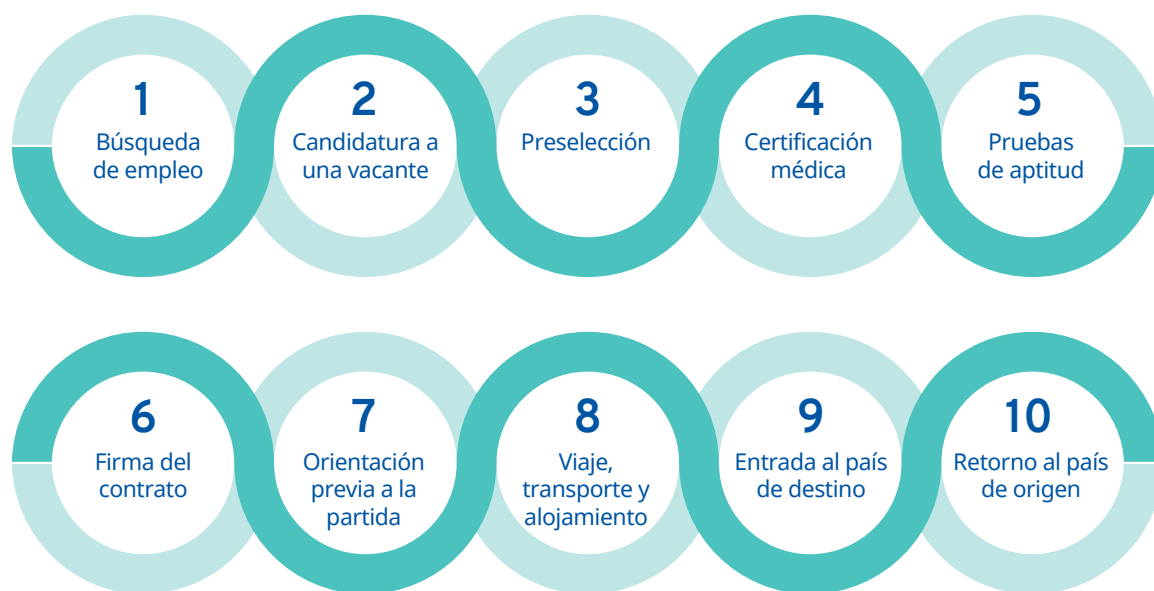 1
Búsqueda
de empleo
2
Candidatura a
una vacante
3
Preselección
4
Certificación
médica
5
Pruebas
de aptitud
6
Firma del
contrato
7
Orientación
previa a la
partida
8
Viaje,
transporte y
alojamiento
9
Entrada al país
de destino
10
Retorno al país
de origen